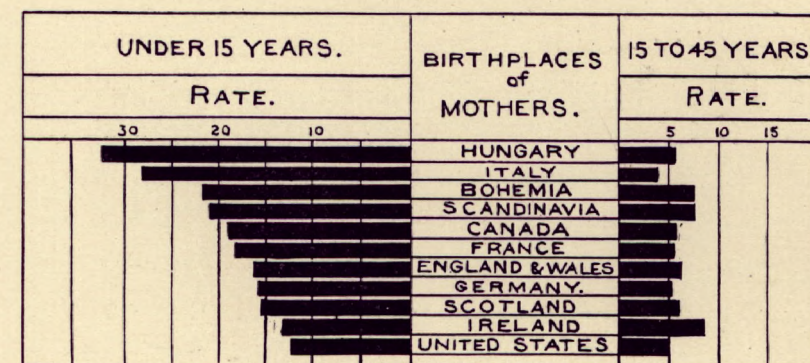 UNDER 15 YEARS.
BIRTHPLACES
of
MOTHERS.
15 TO 45 YEARS
RATE.
RATE.
30 20 10
5 10 15
HUNGARY
ITALY
BOHEMIA
SCANDINAVIA
CANADA
FRANCE
ENGLAND & WALES
GERMANY.
SCOTLAND
IRELAND
UNITED STATES